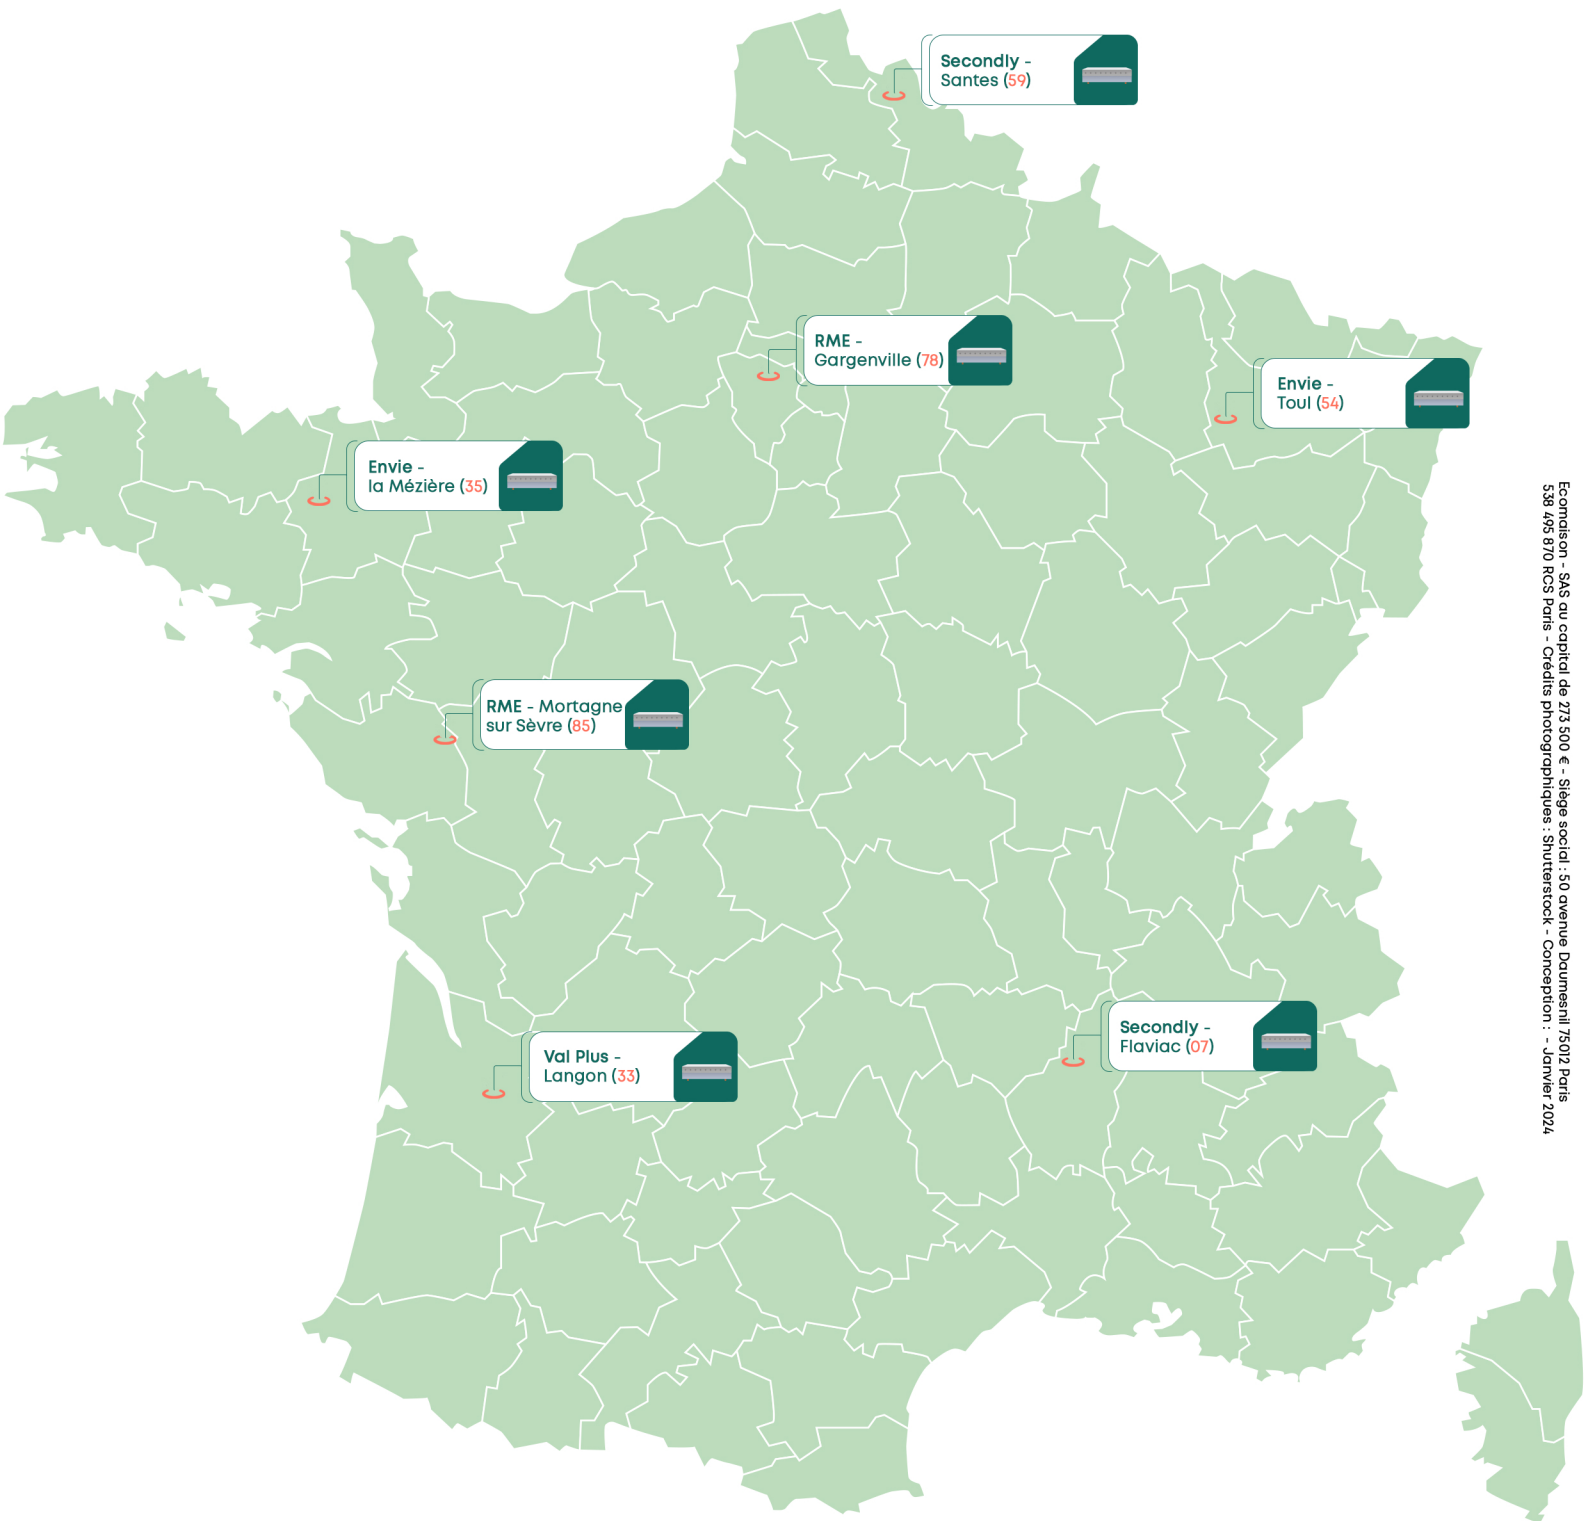 Secondly -
Santes (59)
RME -
Gargenville (78)
Envie -
Toul (54)
Envie -
la Mézière (35)
RME - Mortagne
sur Sèvre (85)
Secondly -
Flaviac (07)
Val Plus -
Langon (33)
Ecomaison - SAS au capital de 273 500 € - Siège social : 50 avenue Daumesnil 75012 Paris
538 495 870 RCS Paris - Crédits photographiques : Shutterstock - Conception : - Janvier 2024